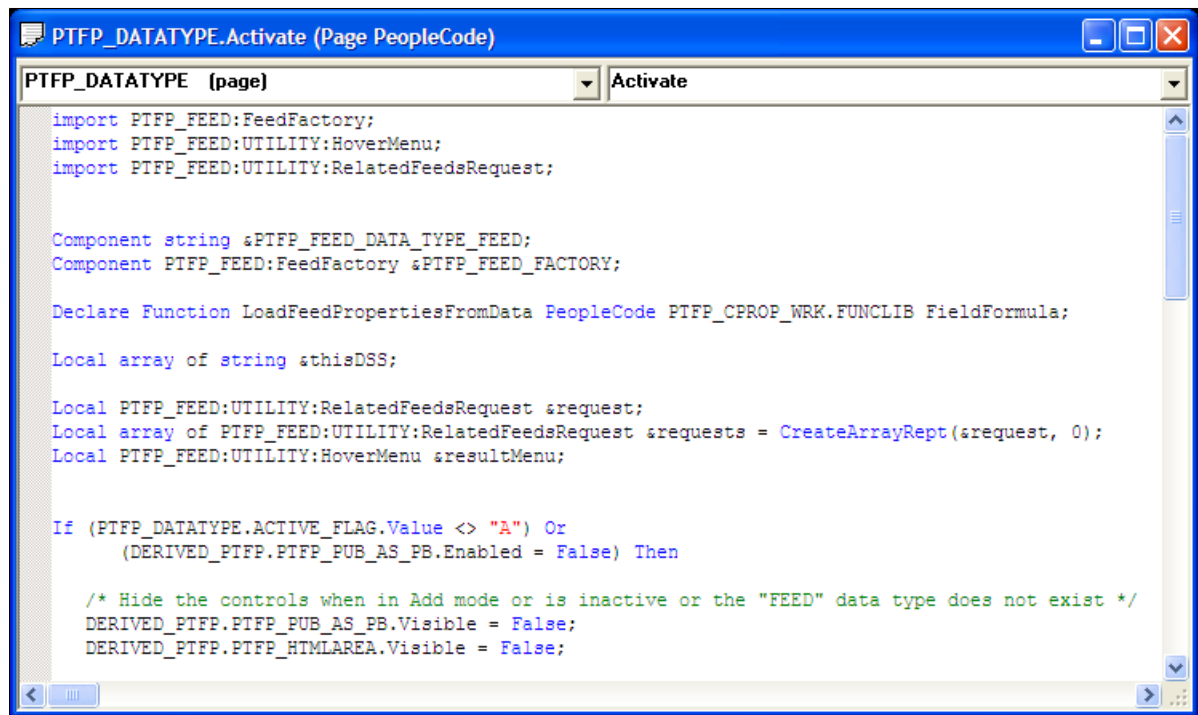 PTFP_DATATYPE.Activate (Page PeopleCode)
PTFP_DATATYPE (page) Activate
import PTFP_FEED:FeedFactory;
import PTFP_FEED:UTILITY:HoverMenu;
import PTFP_FEED:UTILITY:RelatedFeedsRequest;
Component string &PTFP_FEED_DATA_TYPE_FEED;
Component PTFP_FEED:FeedFactory &PTFP_FEED_FACTORY;
Declare Function LoadFeedPropertiesFromData PeopleCode PTFP_CPROP_WRK.FUNCLIB FieldFormula;
Local array of string &thisDSS;
Local PTFP_FEED:UTILITY:RelatedFeedsRequest &request;
Local array of PTFP_FEED:UTILITY:RelatedFeedsRequest &requests = CreateArrayRept(&request, 0);
Local PTFP_FEED:UTILITY:HoverMenu &resultMenu;
If (PTFP_DATATYPE.ACTIVE_FLAG.Value <> "A") Or
(DERIVED_PTFP.PTFP_PUB_AS_PB.Enabled = False) Then
/* Hide the controls when in Add mode or is inactive or the "FEED" data type does not exist */
DERIVED_PTFP.PTFP_PUB_AS_PB.Visible = False;
DERIVED_PTFP.PTFP_HTMLAREA.Visible = False;